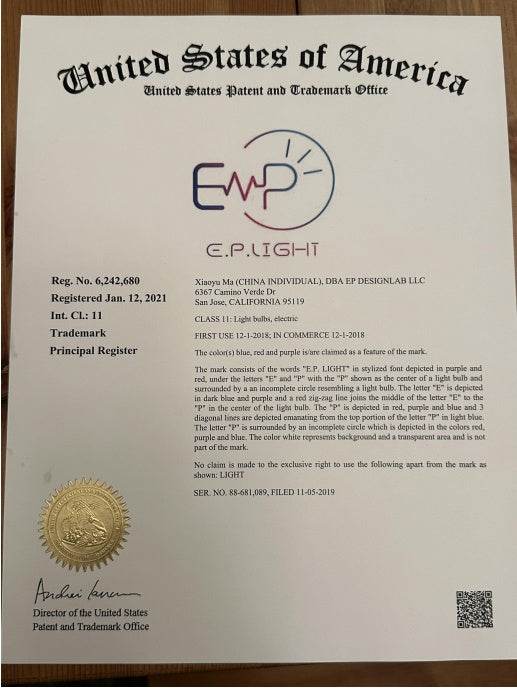 United States of America
United States Patent and Trademark Office
E P
E.P.LIGHT
Reg. No. 6,242,680
Registered Jan. 12, 2021
Int. Cl.: 11
Trademark
Principal Register
Xiaoyu Ma (CHINA INDIVIDUAL), DBA EP DESIGNLAB LLC
6367 Camino Verde Dr
San Jose, CALIFORNIA 95119
CLASS 11: Light bulbs, electric
FIRST USE 12-1-2018; IN COMMERCE 12-1-2018
The color(s) blue, red and purple is/are claimed as a feature of the mark.
The mark consists of the words "E.P. LIGHT" in stylized font depicted in purple and
red, under the letters "E" and "P" with the "P" shown as the center of a light bulb and
surrounded by a an incomplete circle resembling a light bulb. The letter "E" is depicted
in dark blue and purple and a red zig-zag line joins the middle of the letter "E" to the
"P" in the center of the light bulb. The "P" is depicted in red, purple and blue and 3
diagonal lines are depicted emanating from the top portion of the letter "P" in light blue.
The letter "P" is surrounded by an incomplete circle which is depicted in the colors red,
purple and blue. The color white represents background and a transparent area and is not
part of the mark.
No claim is made to the exclusive right to use the following apart from the mark as
shown: LIGHT
SER. NO. 88-681,089, FILED 11-05-2019
Director of the United States
Patent and Trademark Office